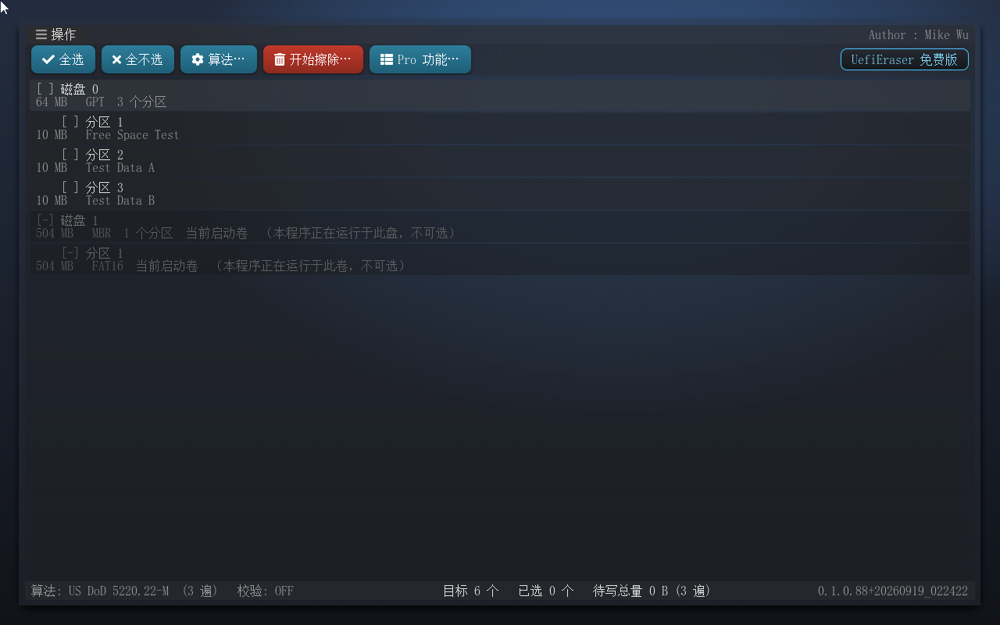 操作
Author : Mike Wu
全选 全不选 算法… 开始擦除… Pro 功能… UefiEraser 免费版
[ ] 磁盘 0
64 MB GPT 3 个分区
[ ] 分区 1
10 MB Free Space Test
[ ] 分区 2
10 MB Test Data A
[ ] 分区 3
10 MB Test Data B
[-] 磁盘 1
504 MB MBR 1 个分区 当前启动卷 （本程序正在运行于此盘，不可选）
[-] 分区 1
504 MB FAT16 当前启动卷 （本程序正在运行于此卷，不可选）
算法: US DoD 5220.22-M （3 遍） 校验: OFF 目标 6 个 已选 0 个 待写总量 0 B (3 遍) 0.1.0.88+20260919_022422